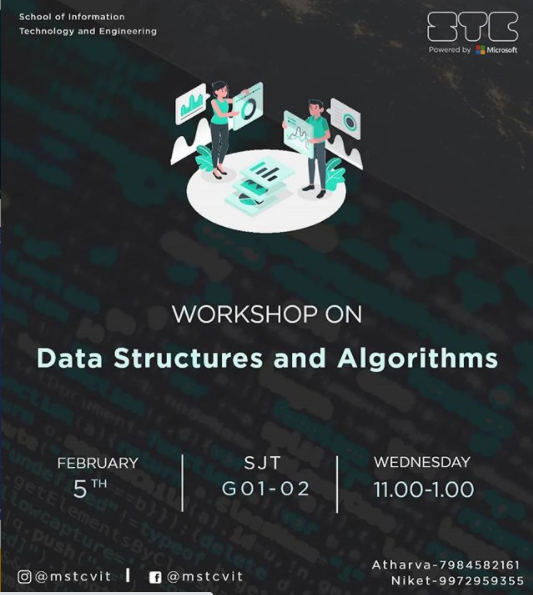 School of Information
Technology and Engineering
STC
Powered by Microsoft
WORKSHOP ON
Data Structures and Algorithms
FEBRUARY
5TH
SJT
G01-02
WEDNESDAY
11.00-1.00
@mstcvit
@mstcvit
Atharva-7984582161
Niket-9972959355